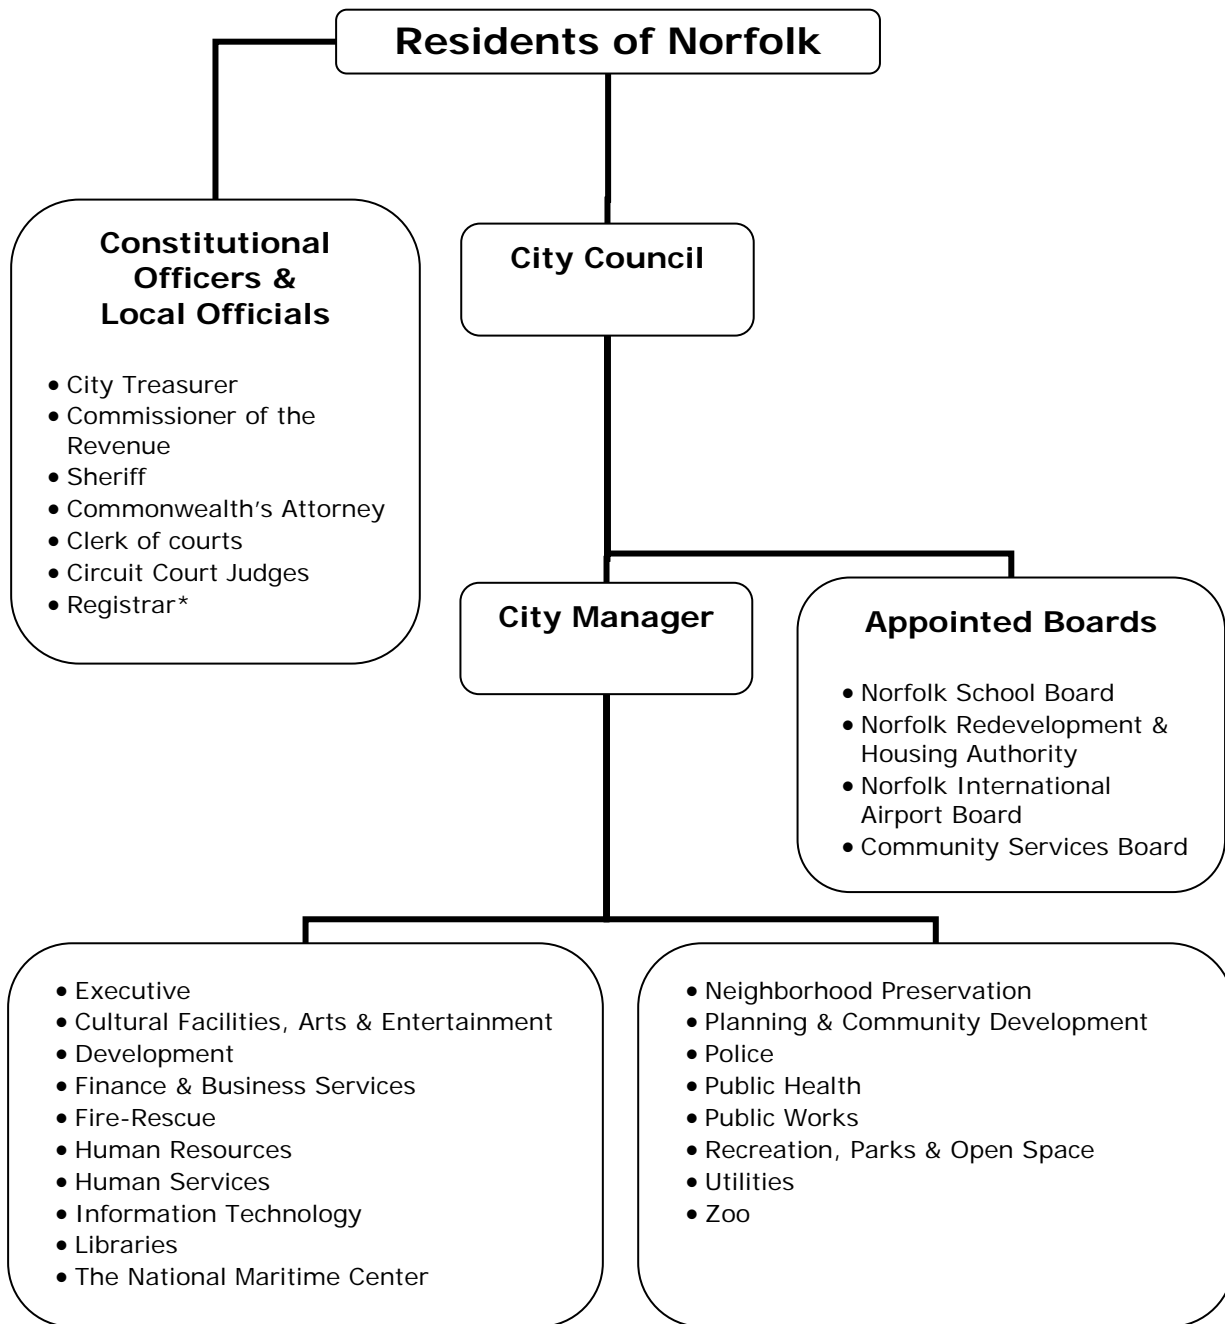 Residents of Norfolk
Constitutional
Officers &
Local Officials
• City Treasurer
• Commissioner of the
Revenue
• Sheriff
• Commonwealth’s Attorney
• Clerk of courts
• Circuit Court Judges
• Registrar*
City Council
City Manager
Appointed Boards
• Norfolk School Board
• Norfolk Redevelopment &
Housing Authority
• Norfolk International
Airport Board
• Community Services Board
• Executive
• Cultural Facilities, Arts & Entertainment
• Development
• Finance & Business Services
• Fire-Rescue
• Human Resources
• Human Services
• Information Technology
• Libraries
• The National Maritime Center
• Neighborhood Preservation
• Planning & Community Development
• Police
• Public Health
• Public Works
• Recreation, Parks & Open Space
• Utilities
• Zoo